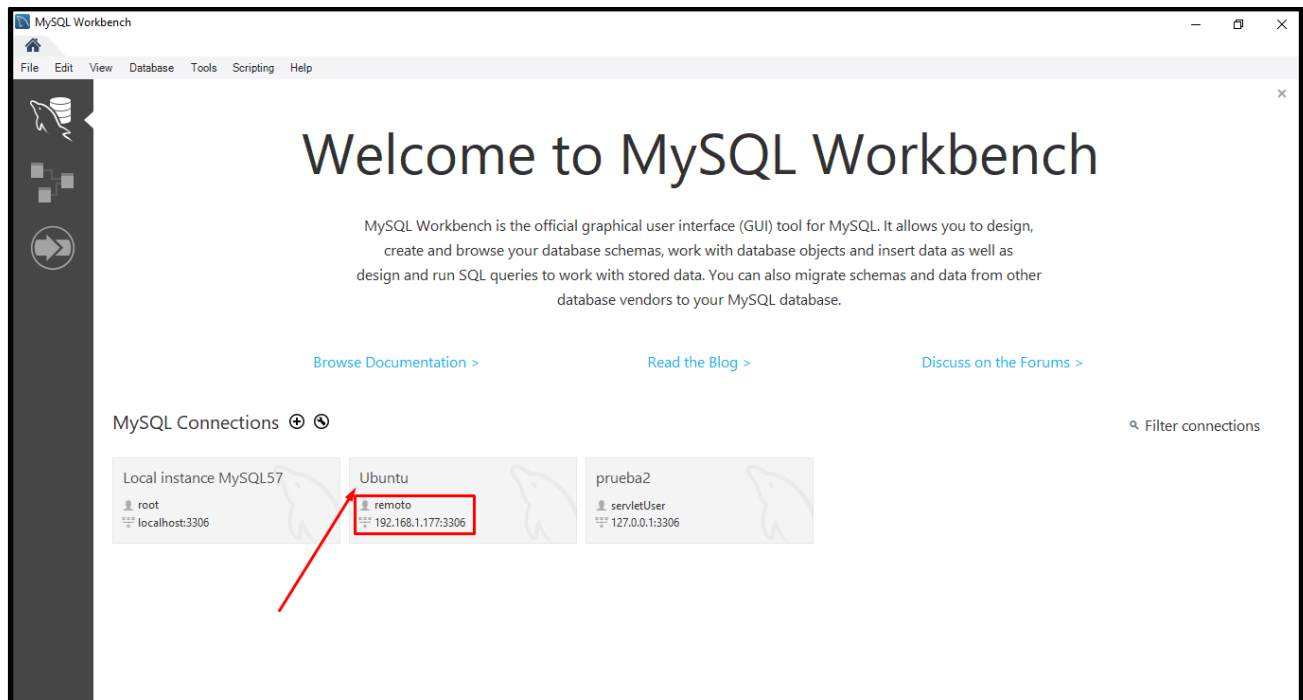 MySQL Workbench
File Edit View Database Tools Scripting Help
Welcome to MySQL Workbench
MySQL Workbench is the official graphical user interface (GUI) tool for MySQL. It allows you to design,
create and browse your database schemas, work with database objects and insert data as well as
design and run SQL queries to work with stored data. You can also migrate schemas and data from other
database vendors to your MySQL database.
Browse Documentation >
Read the Blog >
Discuss on the Forums >
MySQL Connections
Filter connections
Local instance MySQL57
root
localhost:3306
Ubuntu
remoto
192.168.1.177:3306
prueba2
servletUser
127.0.0.1:3306